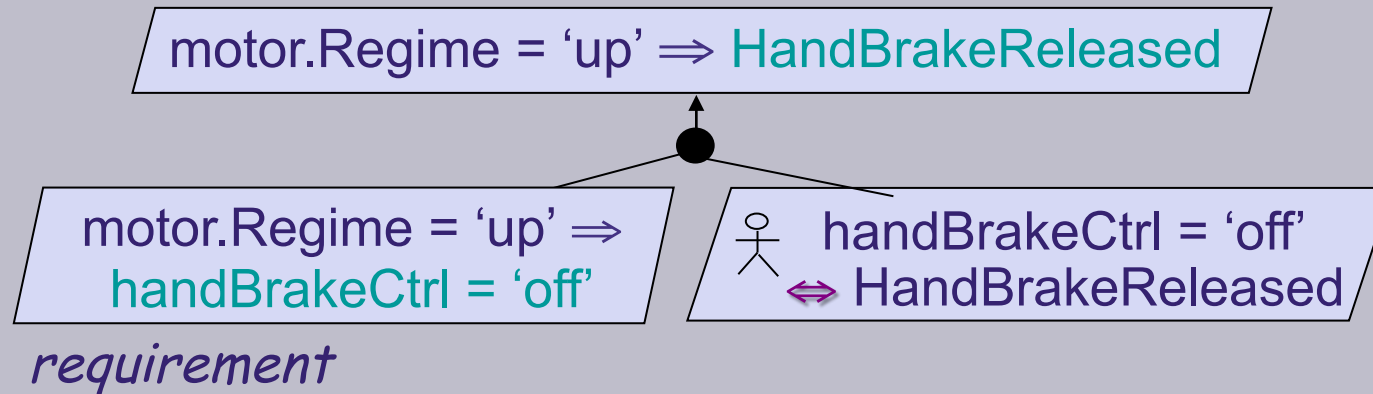 motor.Regime = ‘up’ ⇒ HandBrakeReleased
motor.Regime = ‘up’ ⇒
handBrakeCtrl = ‘off’
handBrakeCtrl = ‘off’
⇔ HandBrakeReleased
requirement